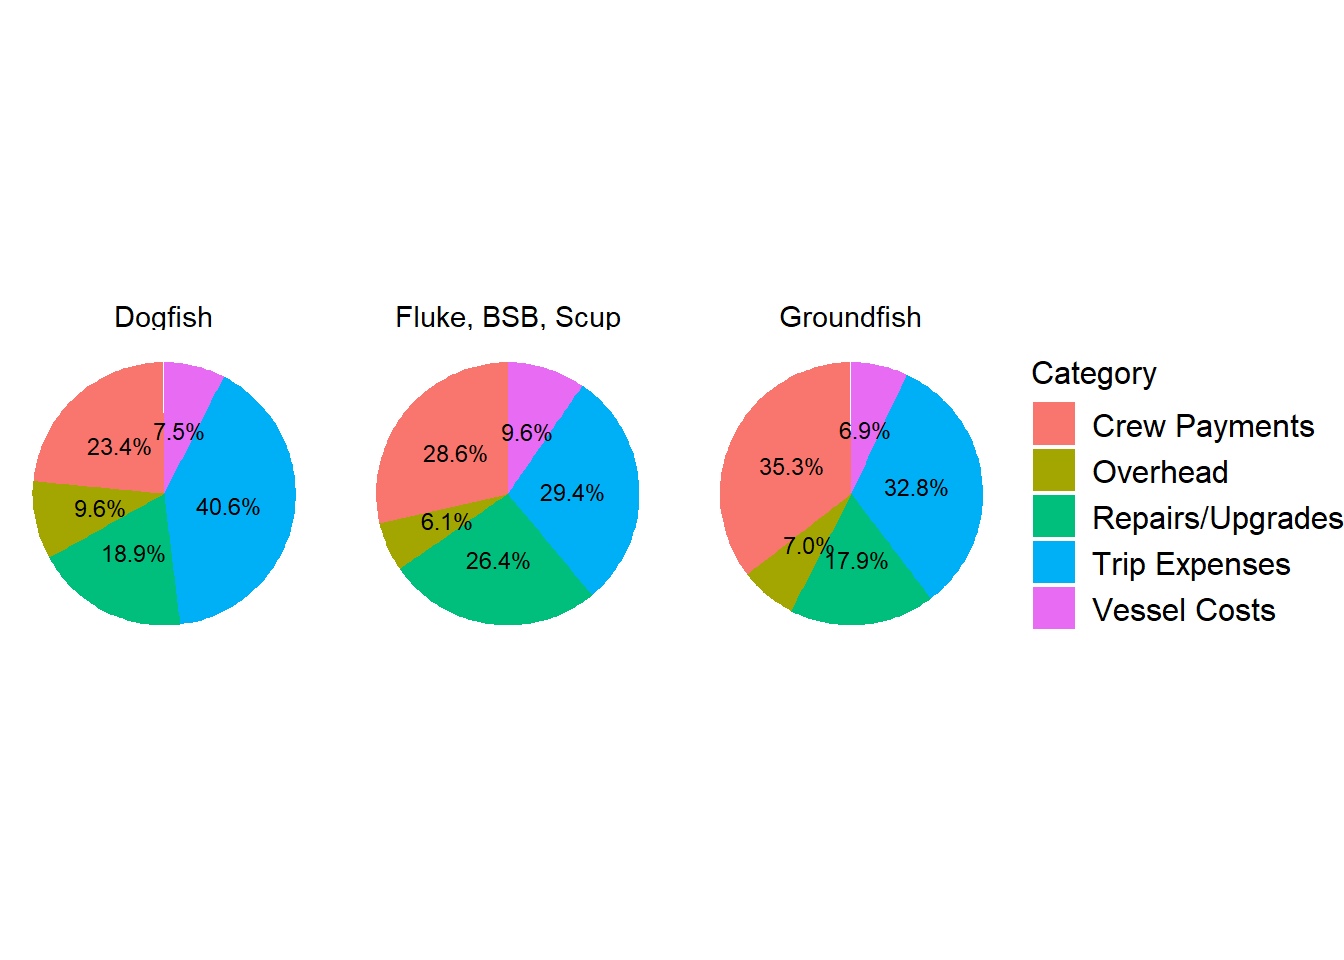 Dogfish
Fluke, BSB, Scup
Groundfish
7.5%
23.4%
40.6%
9.6%
18.9%
9.6%
28.6%
29.4%
6.1%
26.4%
6.9%
35.3%
32.8%
7.0%
17.9%
Category
Crew Payments
Overhead
Repairs/Upgrades
Trip Expenses
Vessel Costs